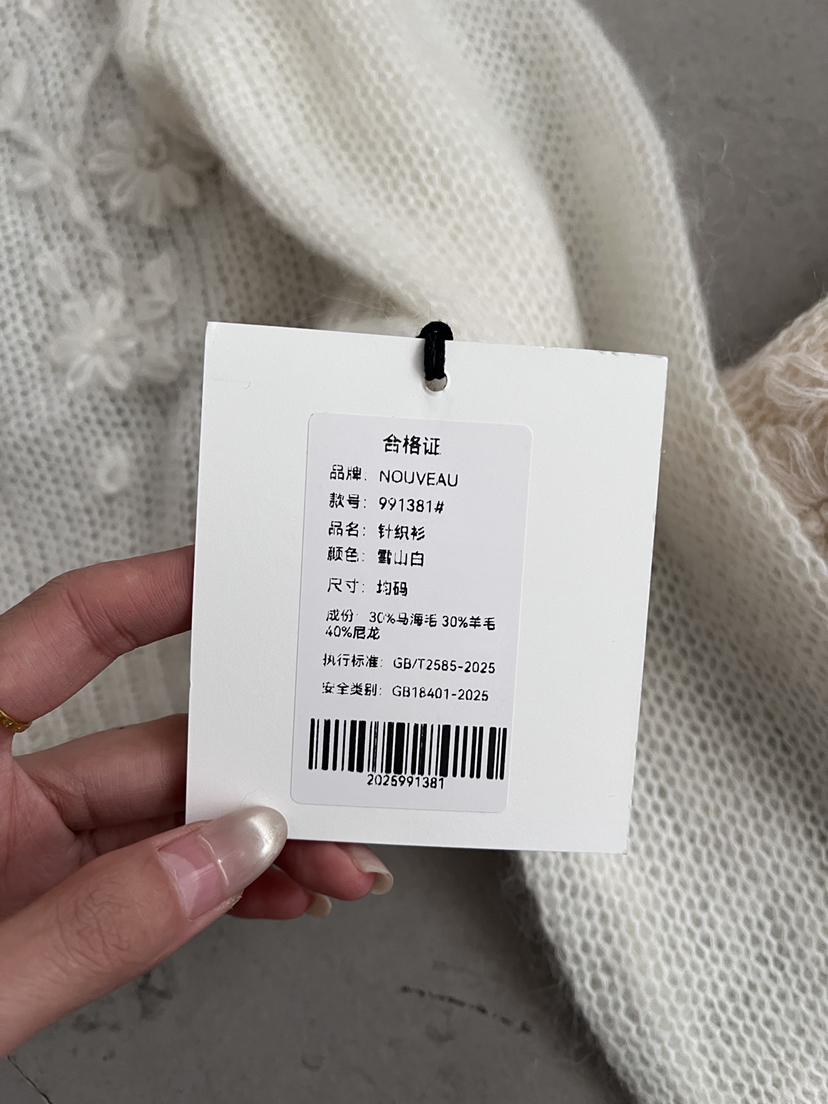 合格证
品牌: NOUVEAU
款号: 991381#
品名: 针织衫
颜色: 雪山白
尺寸: 均码
成份: 30%马海毛 30%羊毛
40%尼龙
执行标准: GB/T2585-2025
安全类别: GB18401-2025
2025991381